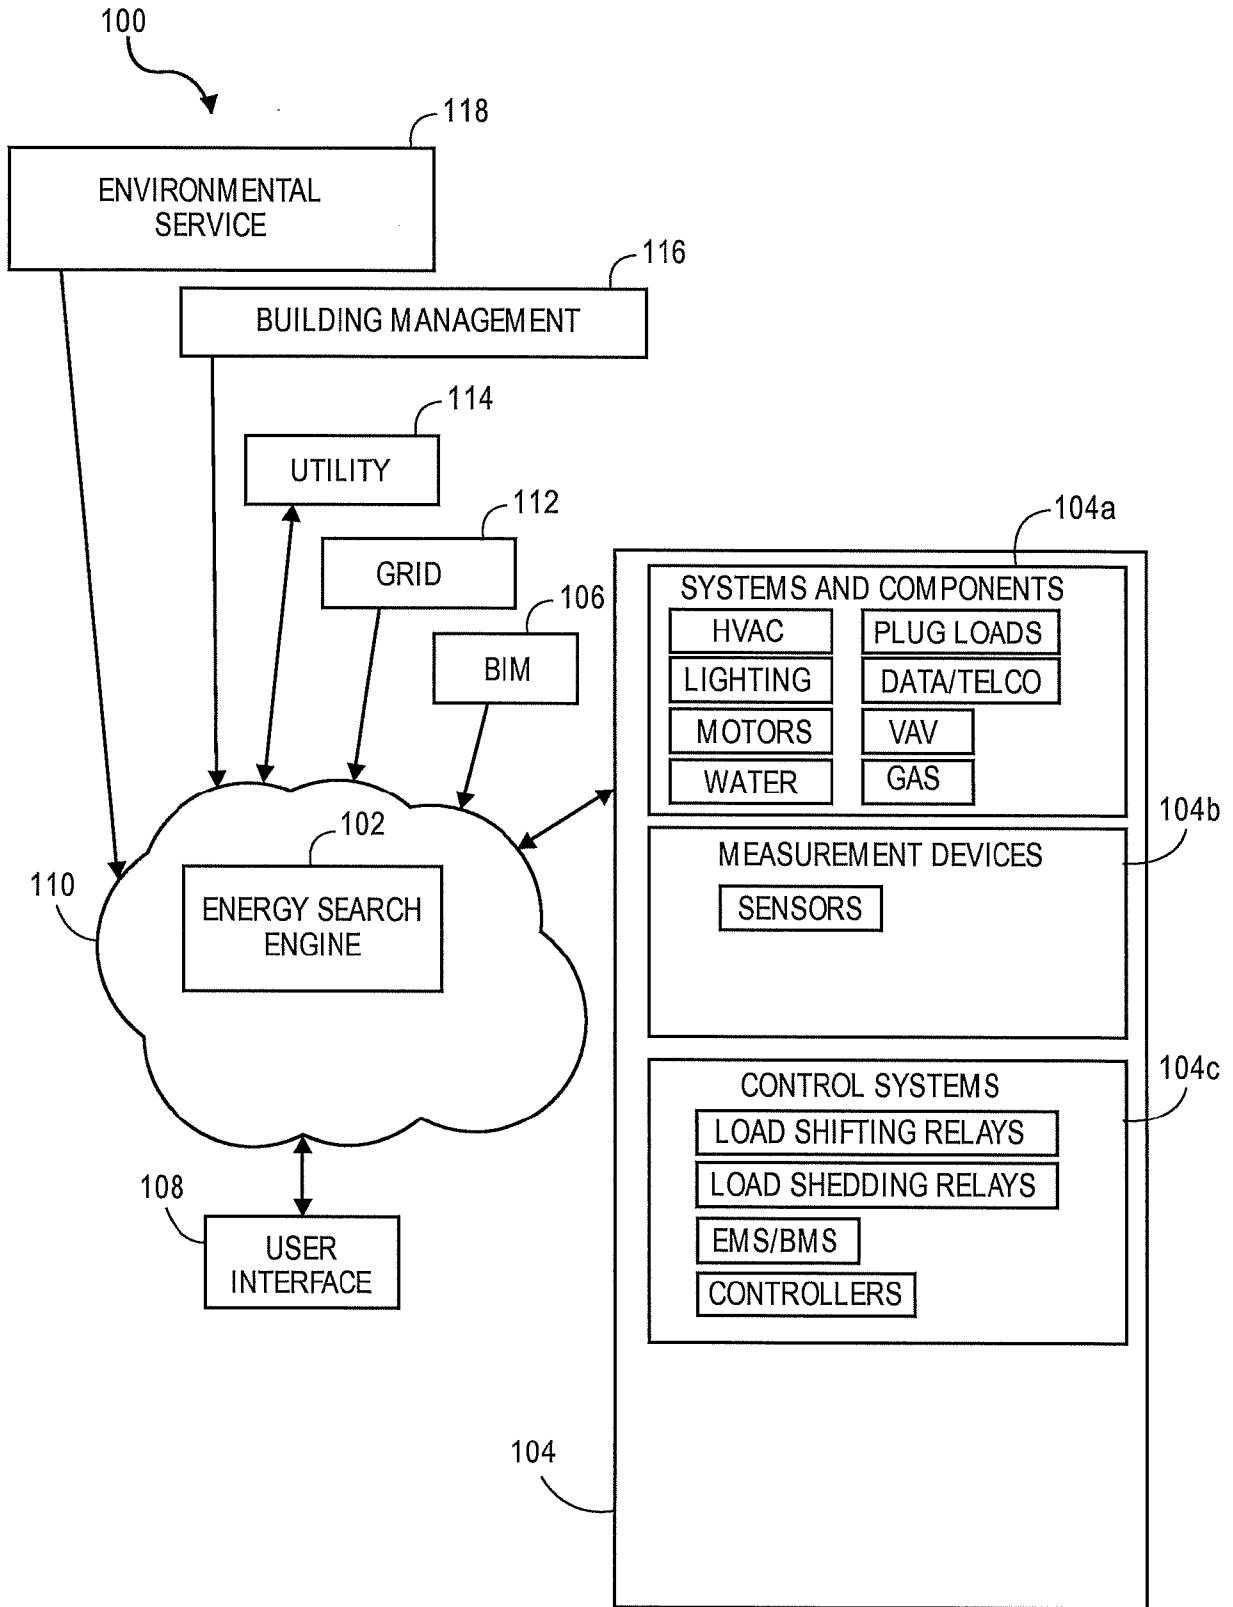 100
118
ENVIRONMENTAL
SERVICE
116
BUILDING MANAGEMENT
114
UTILITY
112
GRID
106
BIM
104a
SYSTEMS AND COMPONENTS
HVAC
PLUG LOADS
LIGHTING
DATA/TELCO
MOTORS
VAV
WATER
GAS
104b
MEASUREMENT DEVICES
SENSORS
102
110
ENERGY SEARCH
ENGINE
104c
CONTROL SYSTEMS
LOAD SHIFTING RELAYS
LOAD SHEDDING RELAYS
EMS/BMS
CONTROLLERS
108
USER
INTERFACE
104